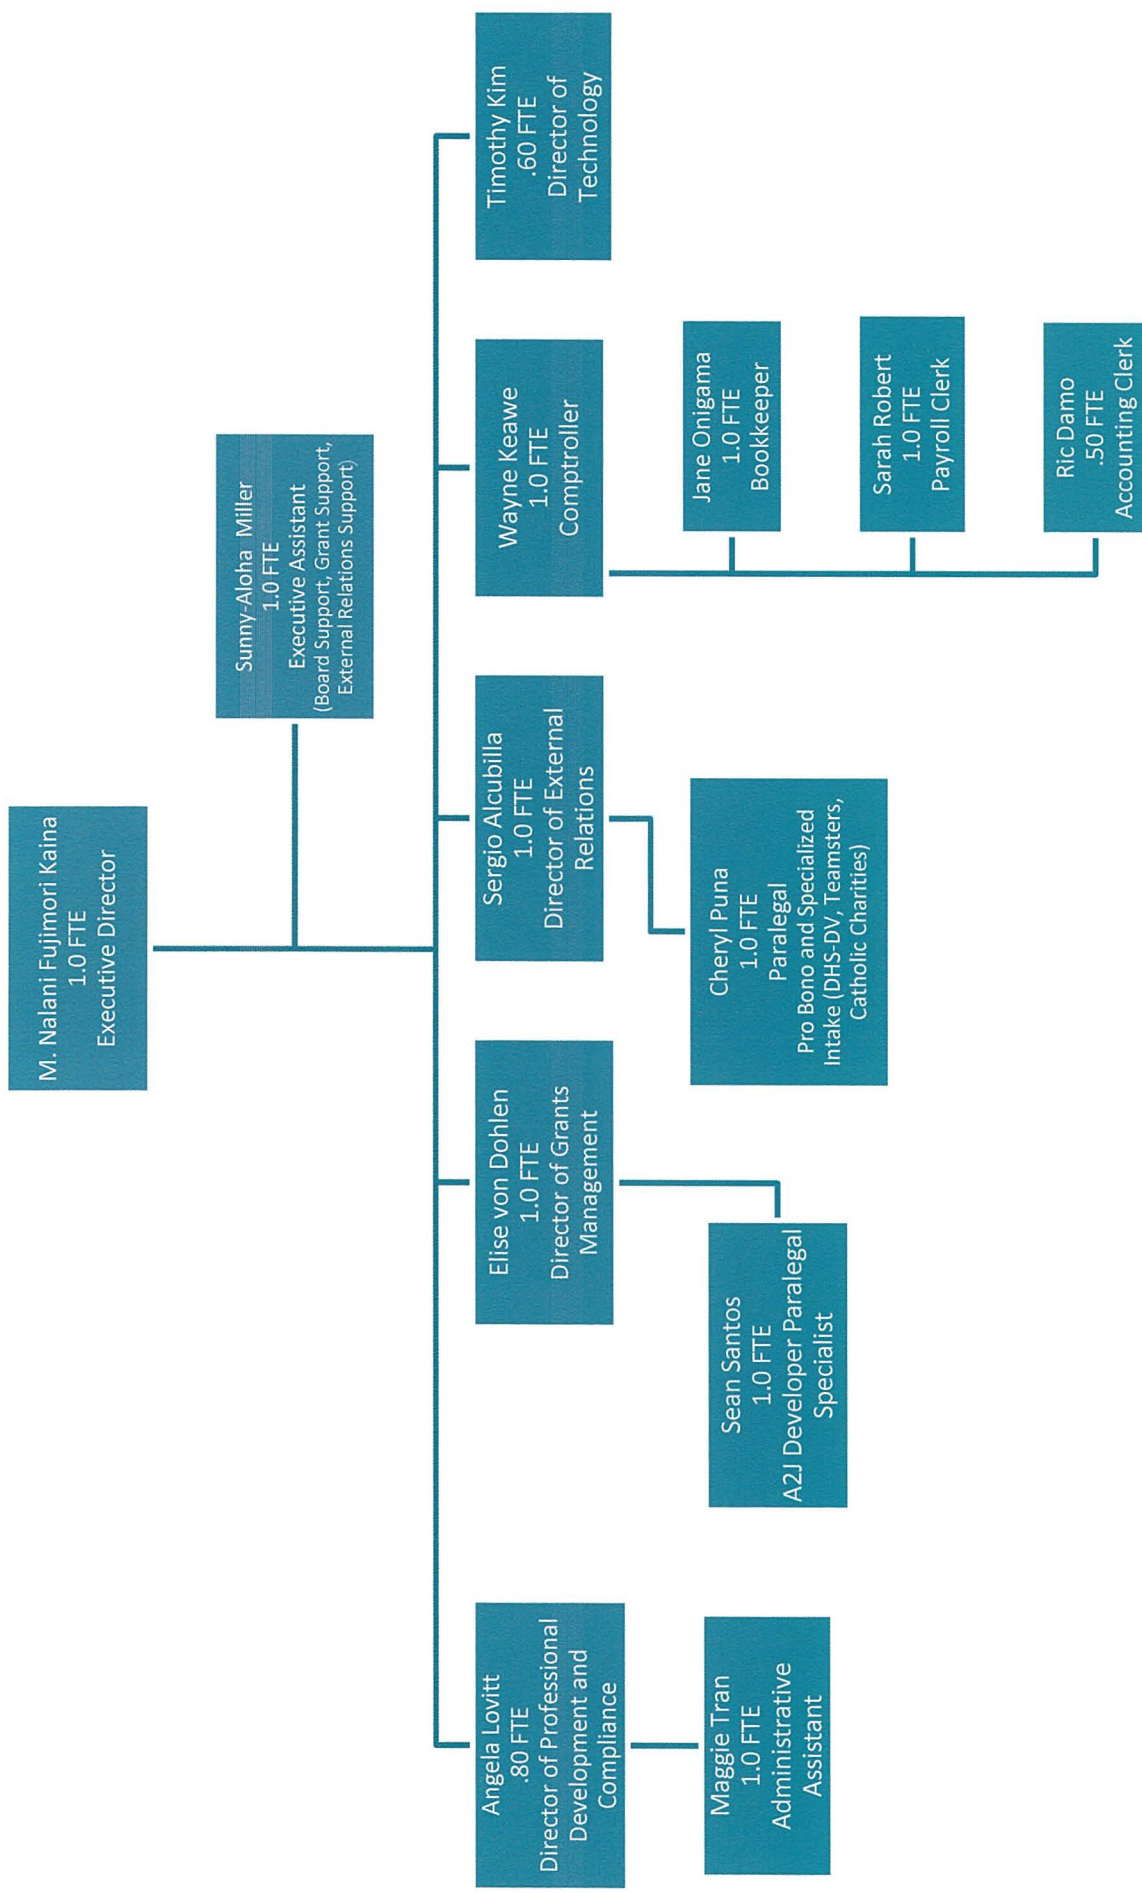 M. Nalani Fujimori Kaina
1.0 FTE
Executive Director
Sunny-Aloha Miller
1.0 FTE
Executive Assistant
(Board Support, Grant Support,
External Relations Support)
Angela Lovitt
.80 FTE
Director of Professional
Development and
Compliance
Maggie Tran
1.0 FTE
Administrative
Assistant
Elise von Dohlen
1.0 FTE
Director of Grants
Management
Sean Santos
1.0 FTE
A2J Developer Paralegal
Specialist
Sergio Alcubilla
1.0 FTE
Director of External
Relations
Cheryl Puna
1.0 FTE
Paralegal
Pro Bono and Specialized
Intake (DHS-DV, Teamsters,
Catholic Charities)
Wayne Keawe
1.0 FTE
Comptroller
Jane Onigama
1.0 FTE
Bookkeeper
Sarah Robert
1.0 FTE
Payroll Clerk
Ric Damo
.50 FTE
Accounting Clerk
Timothy Kim
.60 FTE
Director of
Technology